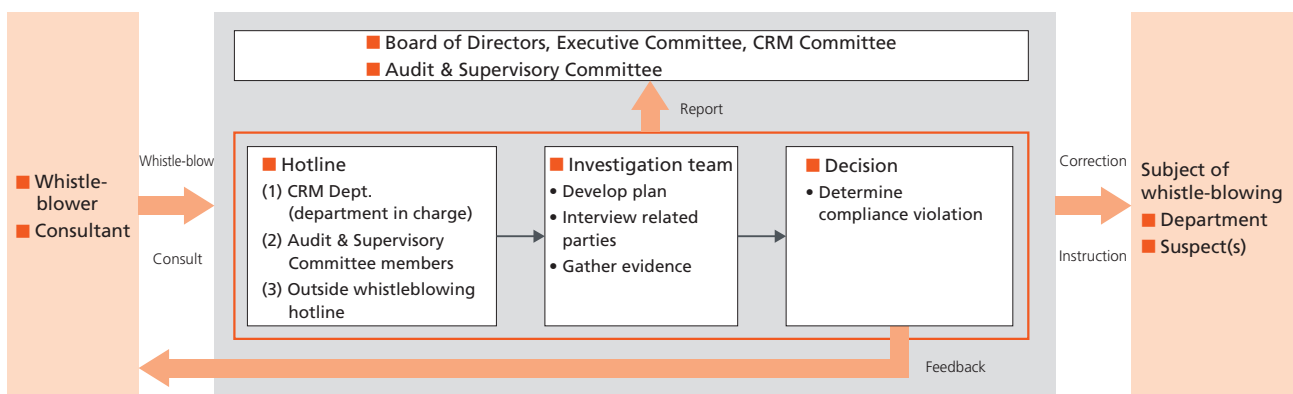 ■ Board of Directors, Executive Committee, CRM Committee
■ Audit & Supervisory Committee
Report
■ Whistle-
blower
■ Consultant
Whistle-blow
Consult
■ Hotline
(1) CRM Dept.
(department in charge)
(2) Audit & Supervisory
Committee members
(3) Outside whistleblowing
hotline
■ Investigation team
• Develop plan
• Interview related
parties
• Gather evidence
■ Decision
• Determine
compliance violation
Correction
Instruction
Subject of
whistle-blowing
■ Department
■ Suspect(s)
Feedback